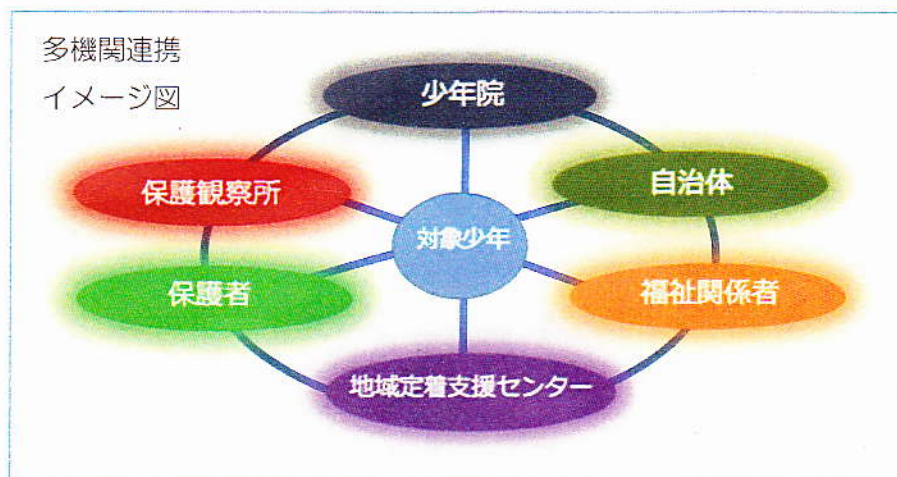 多機関連携
イメージ図
少年院
保護観察所
自治体
対象少年
保護者
福祉関係者
地域定着支援センター